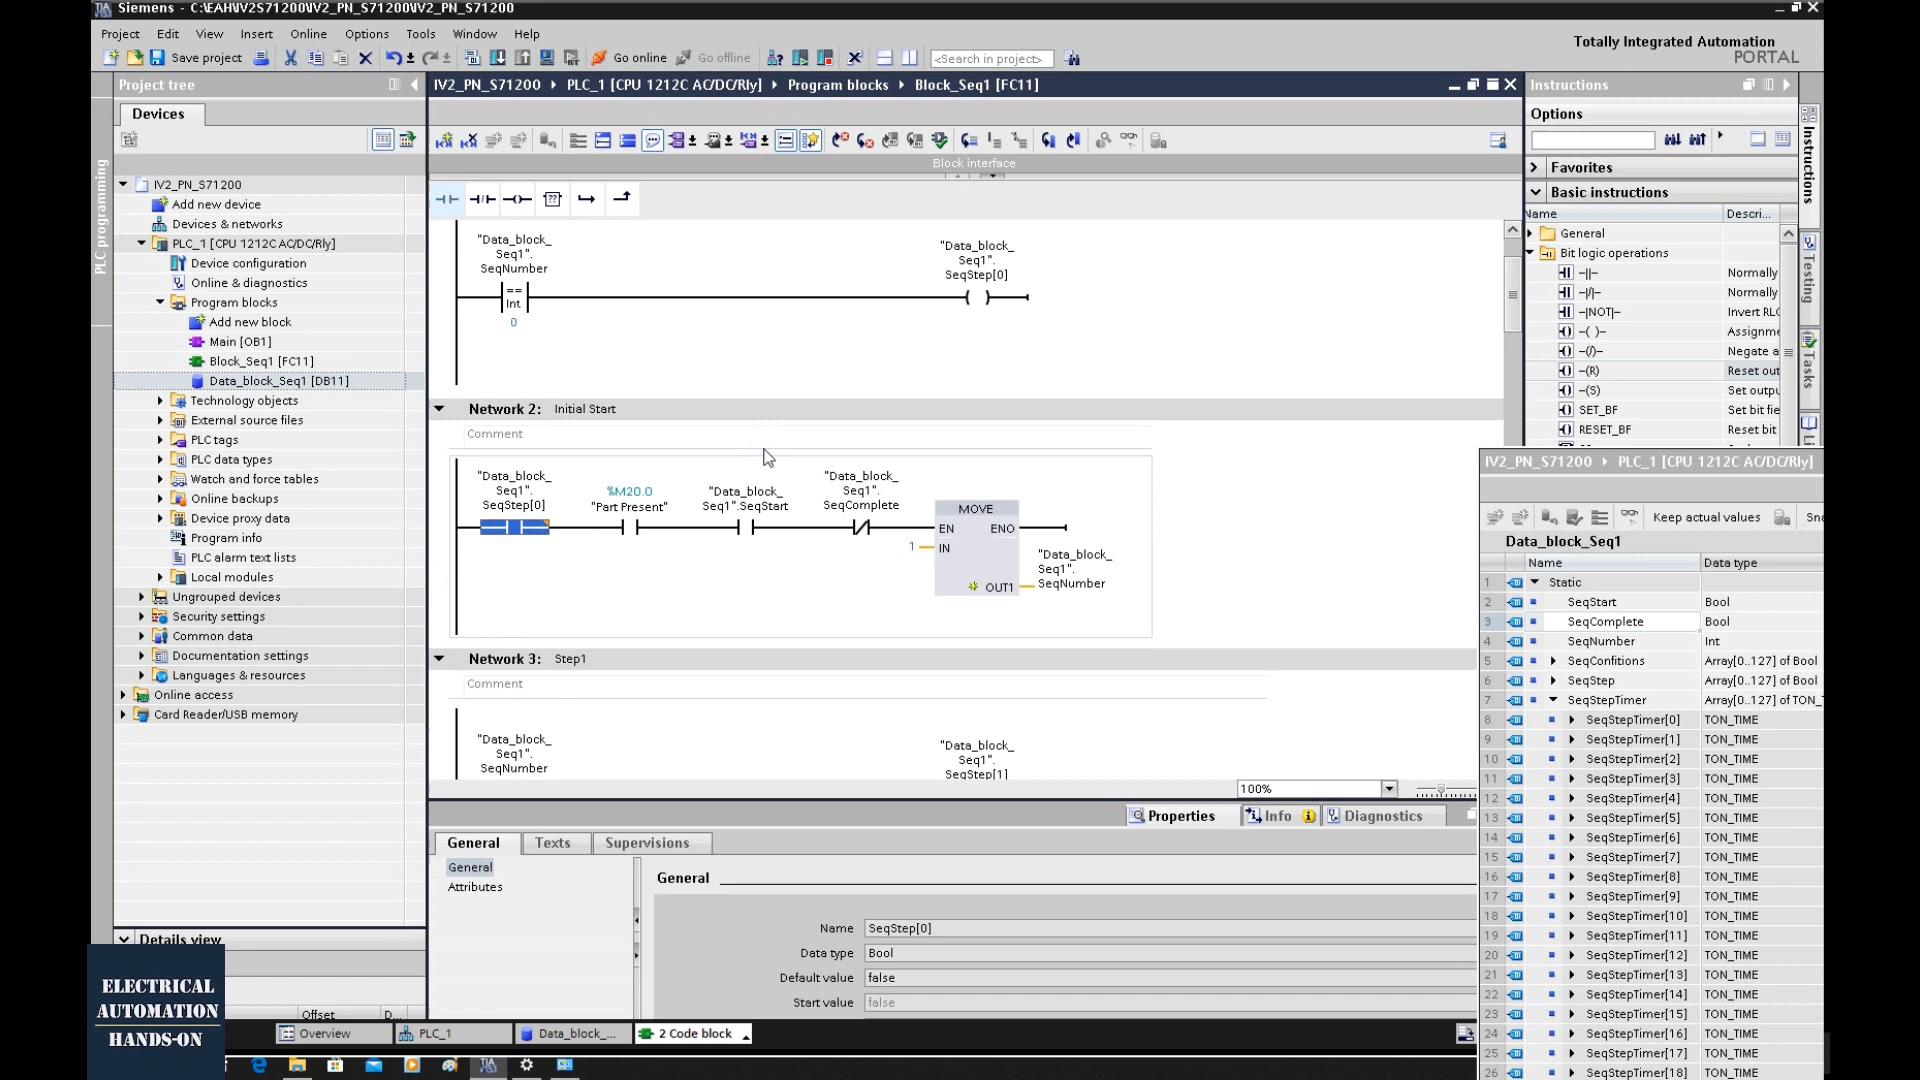 Siemens - C:\EAH\IV2S71200\IV2_PN_S71200\IV2_PN_S71200
Project Edit View Insert Online Options Tools Window Help
Totally Integrated Automation
PORTAL
Save project
Go online
Go offline
<Search in project>
Project tree
IV2_PN_S71200 PLC_1 [CPU 1212C AC/DC/Rly] Program blocks Block_Seq1 [FC11]
Instructions
Devices
Options
PLC programming
Block interface
Favorites
Basic instructions
Name
Descri...
General
Bit logic operations
-||- Normally
-|/|- Normally
-|NOT|- Invert RLO
-( )- Assignme
-(/)- Negate a
-(R) Reset out
-(S) Set outpu
SET_BF Set bit fie
RESET_BF Reset bit
Instructions
Testing
Tasks
IV2_PN_S71200
Add new device
Devices & networks
PLC_1 [CPU 1212C AC/DC/Rly]
Device configuration
Online & diagnostics
Program blocks
Add new block
Main [OB1]
Block_Seq1 [FC11]
Data_block_Seq1 [DB11]
Technology objects
External source files
PLC tags
PLC data types
Watch and force tables
Online backups
Device proxy data
Program info
PLC alarm text lists
Local modules
Ungrouped devices
Security settings
Common data
Documentation settings
Languages & resources
Online access
Card Reader/USB memory
Details view
Offset
D...
"Data_block_
Seq1".
SeqNumber
==
Int
0
"Data_block_
Seq1".
SeqStep[0]
Network 2: Initial Start
Comment
"Data_block_
Seq1".
SeqStep[0]
%M20.0
"Part Present"
"Data_block_
Seq1".SeqStart
"Data_block_
Seq1".
SeqComplete
MOVE
EN ENO
1 IN
OUT1
"Data_block_
Seq1".
SeqNumber
Network 3: Step1
Comment
"Data_block_
Seq1".
SeqNumber
"Data_block_
Seq1".
SeqStep[1]
100%
Properties
Info
Diagnostics
General
Texts
Supervisions
General
Attributes
General
Name SeqStep[0]
Data type Bool
Default value false
Start value false
Overview
PLC_1
Data_block_...
2 Code block
IV2_PN_S71200 PLC_1 [CPU 1212C AC/DC/Rly]
Keep actual values
Sna
Data_block_Seq1
Name Data type
1 Static
2 SeqStart Bool
3 SeqComplete Bool
4 SeqNumber Int
5 SeqConfitions Array[0..127] of Bool
6 SeqStep Array[0..127] of Bool
7 SeqStepTimer Array[0..127] of TON_T
8 SeqStepTimer[0] TON_TIME
9 SeqStepTimer[1] TON_TIME
10 SeqStepTimer[2] TON_TIME
11 SeqStepTimer[3] TON_TIME
12 SeqStepTimer[4] TON_TIME
13 SeqStepTimer[5] TON_TIME
14 SeqStepTimer[6] TON_TIME
15 SeqStepTimer[7] TON_TIME
16 SeqStepTimer[8] TON_TIME
17 SeqStepTimer[9] TON_TIME
18 SeqStepTimer[10] TON_TIME
19 SeqStepTimer[11] TON_TIME
20 SeqStepTimer[12] TON_TIME
21 SeqStepTimer[13] TON_TIME
22 SeqStepTimer[14] TON_TIME
23 SeqStepTimer[15] TON_TIME
24 SeqStepTimer[16] TON_TIME
25 SeqStepTimer[17] TON_TIME
26 SeqStepTimer[18] TON_TIME
ELECTRICAL
AUTOMATION
HANDS-ON